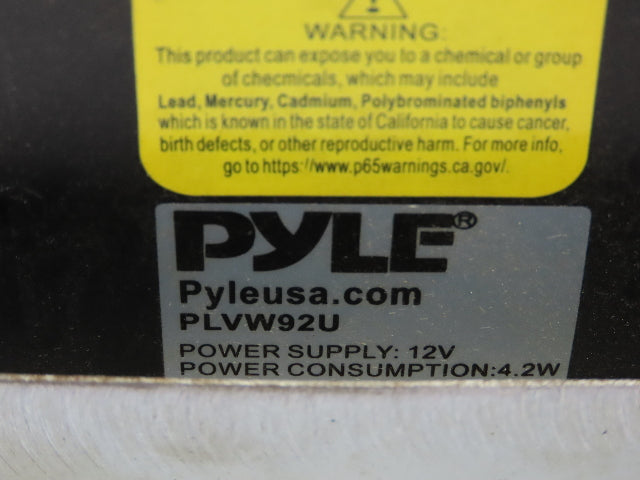 WARNING:
This product can expose you to a chemical or group
of checmicals, which may include
Lead, Mercury, Cadmium, Polybrominated biphenyls
which is known in the state of California to cause cancer,
birth defects, or other reproductive harm. For more info,
go to https://www.p65warnings.ca.gov/.
PYLE®
Pyleusa.com
PLVW92U
POWER SUPPLY: 12V
POWER CONSUMPTION:4.2W